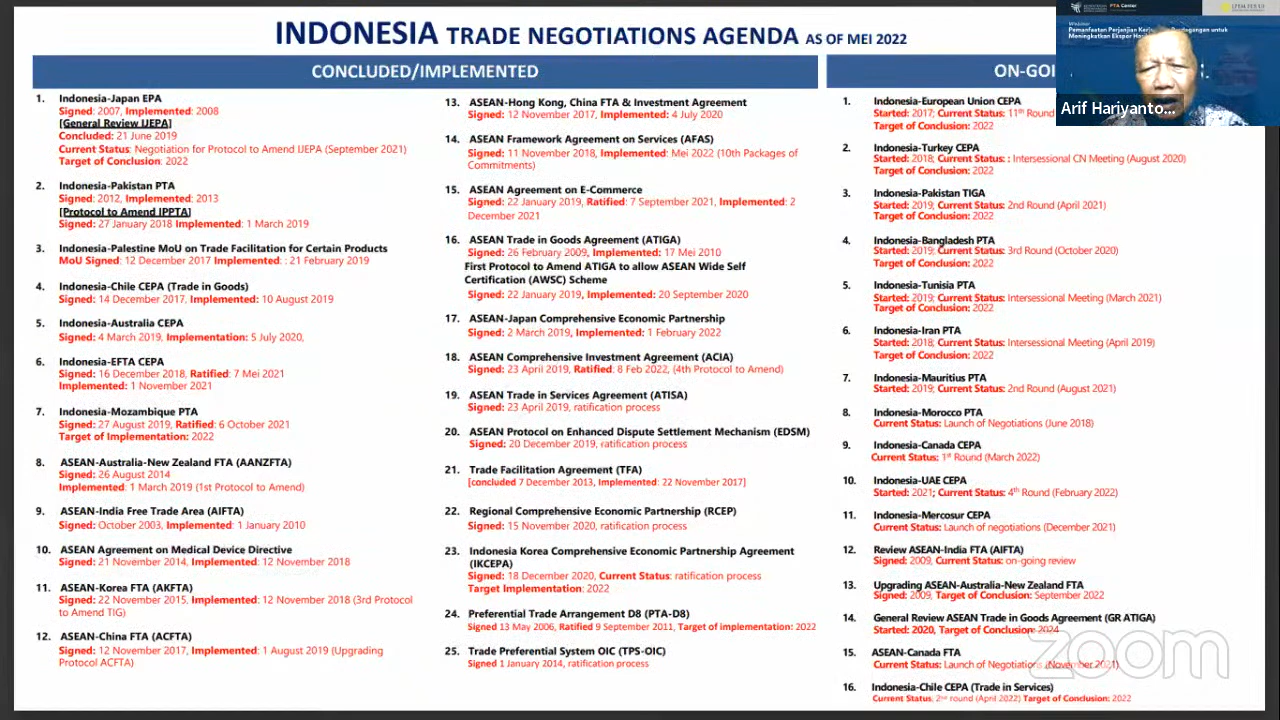 INDONESIA TRADE NEGOTIATIONS AGENDA AS OF MEI 2022
CONCLUDED/IMPLEMENTED
1. Indonesia-Japan EPA
Signed: 2007, Implemented: 2008
[General Review IJEPA]
Concluded: 21 June 2019
Current Status: Negotiation for Protocol to Amend IJEPA (September 2021)
Target of Conclusion: 2022
2. Indonesia-Pakistan PTA
Signed: 2012, Implemented: 2013
[Protocol to Amend IPPTA]
Signed: 27 January 2018 Implemented: 1 March 2019
3. Indonesia-Palestine MoU on Trade Facilitation for Certain Products
MoU Signed: 12 December 2017 Implemented: : 21 February 2019
4. Indonesia-Chile CEPA (Trade in Goods)
Signed: 14 December 2017, Implemented: 10 August 2019
5. Indonesia-Australia CEPA
Signed: 4 March 2019, Implementation: 5 July 2020,
6. Indonesia-EFTA CEPA
Signed: 16 December 2018, Ratified: 7 Mei 2021
Implemented: 1 November 2021
7. Indonesia-Mozambique PTA
Signed: 27 August 2019, Ratified: 6 October 2021
Target of Implementation: 2022
8. ASEAN-Australia-New Zealand FTA (AANZFTA)
Signed: 26 August 2014
Implemented: 1 March 2019 (1st Protocol to Amend)
9. ASEAN-India Free Trade Area (AIFTA)
Signed: October 2003, Implemented: 1 January 2010
10. ASEAN Agreement on Medical Device Directive
Signed: 21 November 2014, Implemented: 12 November 2018
11. ASEAN-Korea FTA (AKFTA)
Signed: 22 November 2015, Implemented: 12 November 2018 (3rd Protocol
to Amend TIG)
12. ASEAN-China FTA (ACFTA)
Signed: 12 November 2017, Implemented: 1 August 2019 (Upgrading
Protocol ACFTA)
13. ASEAN-Hong Kong, China FTA & Investment Agreement
Signed: 12 November 2017, Implemented: 4 July 2020
14. ASEAN Framework Agreement on Services (AFAS)
Signed: 11 November 2018, Implemented: Mei 2022 (10th Packages of
Commitments)
15. ASEAN Agreement on E-Commerce
Signed: 22 January 2019, Ratified: 7 September 2021, Implemented: 2
December 2021
16. ASEAN Trade in Goods Agreement (ATIGA)
Signed: 26 February 2009, Implemented: 17 Mei 2010
First Protocol to Amend ATIGA to allow ASEAN Wide Self
Certification (AWSC) Scheme
Signed: 22 January 2019, Implemented: 20 September 2020
17. ASEAN-Japan Comprehensive Economic Partnership
Signed: 2 March 2019, Implemented: 1 February 2022
18. ASEAN Comprehensive Investment Agreement (ACIA)
Signed: 23 April 2019, Ratified: 8 Feb 2022, (4th Protocol to Amend)
19. ASEAN Trade in Services Agreement (ATISA)
Signed: 23 April 2019, ratification process
20. ASEAN Protocol on Enhanced Dispute Settlement Mechanism (EDSM)
Signed: 20 December 2019, ratification process
21. Trade Facilitation Agreement (TFA)
[concluded 7 December 2013, Implemented: 22 November 2017]
22. Regional Comprehensive Economic Partnership (RCEP)
Signed: 15 November 2020, ratification process
23. Indonesia Korea Comprehensive Economic Partnership Agreement
(IKCEPA)
Signed: 18 December 2020, Current Status: ratification process
Target Implementation: 2022
24. Preferential Trade Arrangement D8 (PTA-D8)
Signed 13 May 2006, Ratified 9 September 2011, Target of implementation: 2022
25. Trade Preferential System OIC (TPS-OIC)
Signed 1 January 2014, ratification process
ON-GOI
1. Indonesia-European Union CEPA
Started: 2017; Current Status: 11th Round
Target of Conclusion: 2022
2. Indonesia-Turkey CEPA
Started: 2018; Current Status: : Intersessional CN Meeting (August 2020)
Target of Conclusion: 2022
3. Indonesia-Pakistan TIGA
Started: 2019; Current Status: 2nd Round (April 2021)
Target of Conclusion: 2022
4. Indonesia-Bangladesh PTA
Started: 2019; Current Status: 3rd Round (October 2020)
Target of Conclusion: 2022
5. Indonesia-Tunisia PTA
Started: 2019; Current Status: Intersessional Meeting (March 2021)
Target of Conclusion: 2022
6. Indonesia-Iran PTA
Started: 2018; Current Status: Intersessional Meeting (April 2019)
Target of Conclusion: 2022
7. Indonesia-Mauritius PTA
Started: 2019; Current Status: 2nd Round (August 2021)
8. Indonesia-Morocco PTA
Current Status: Launch of Negotiations (June 2018)
9. Indonesia-Canada CEPA
Current Status: 1st Round (March 2022)
10. Indonesia-UAE CEPA
Started: 2021; Current Status: 4th Round (February 2022)
11. Indonesia-Mercosur CEPA
Current Status: Launch of negotiations (December 2021)
12. Review ASEAN-India FTA (AIFTA)
Signed: 2009, Current Status: on-going review
13. Upgrading ASEAN-Australia-New Zealand FTA
Signed: 2009, Target of Conclusion: September 2022
14. General Review ASEAN Trade in Goods Agreement (GR ATIGA)
Started: 2020, Target of Conclusion: 2024
15. ASEAN-Canada FTA
Current Status: Launch of Negotiations (November 2021)
16. Indonesia-Chile CEPA (Trade in Services)
Current Status, 2nd round (April 2022) Target of Conclusion: 2022
PTA Center
Webinar
Pemanfaatan Perjanjian untuk
Meningkatkan Ekspor
Arif Hariyanto...
zoom